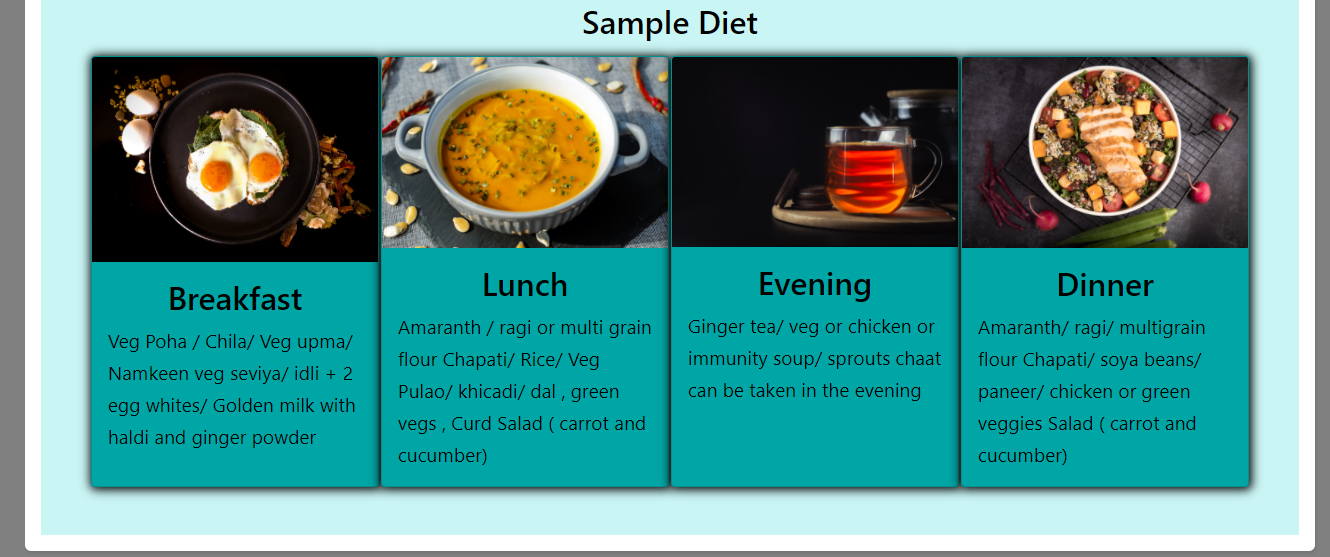 Sample Diet
Breakfast
Veg Poha / Chila/ Veg upma/
Namkeen veg seviya/ idli + 2
egg whites/ Golden milk with
haldi and ginger powder
Lunch
Amaranth / ragi or multi grain
flour Chapati/ Rice/ Veg
Pulao/ khicadi/ dal , green
vegs , Curd Salad ( carrot and
cucumber)
Evening
Ginger tea/ veg or chicken or
immunity soup/ sprouts chaat
can be taken in the evening
Dinner
Amaranth/ ragi/ multigrain
flour Chapati/ soya beans/
paneer/ chicken or green
veggies Salad ( carrot and
cucumber)